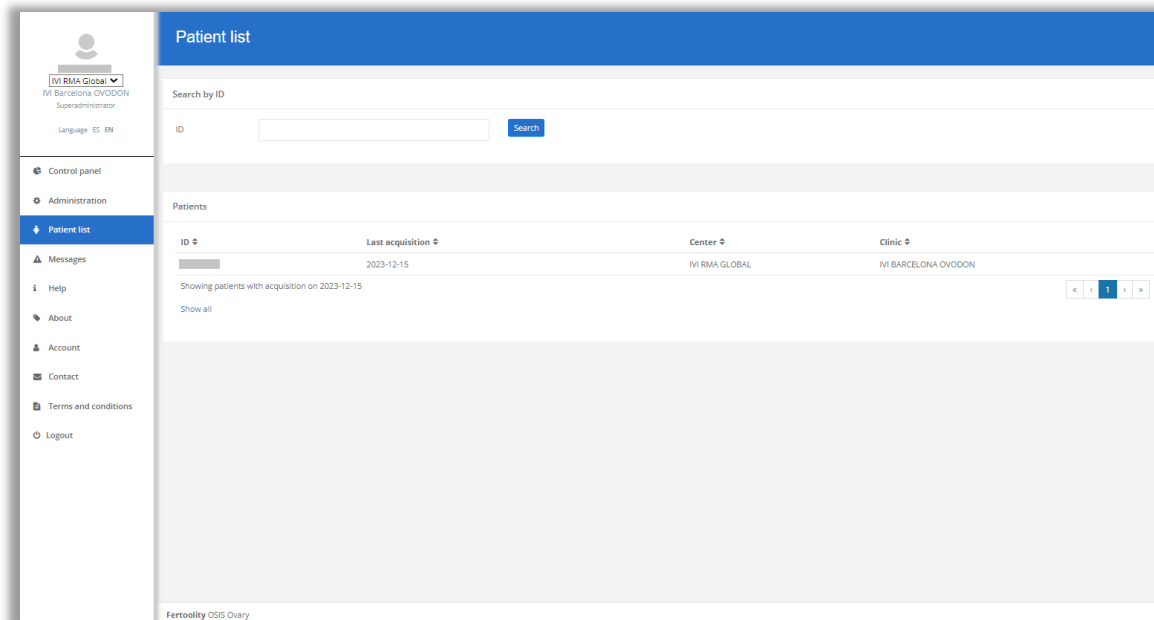 Patient list
IVI RMA Global
IVI Barcelona OVODON
Superadministrator
Language ES EN
Control panel
Administration
Patient list
Messages
Help
About
Account
Contact
Terms and conditions
Logout
Search by ID
ID Search
Patients
ID Last acquisition Center Clinic
2023-12-15 IVI RMA GLOBAL IVI BARCELONA OVODON
Showing patients with acquisition on 2023-12-15
« ‹ 1 › »
Show all
Fertoolity OSIS Ovary